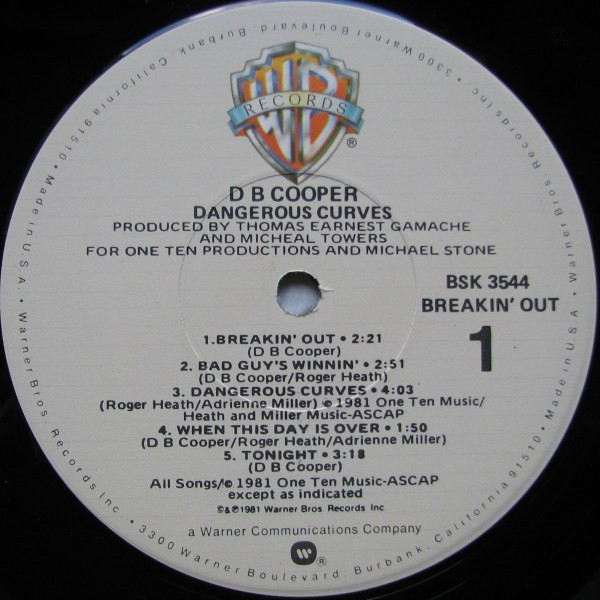 RECORDS
®
D B COOPER
DANGEROUS CURVES
PRODUCED BY THOMAS EARNEST GAMACHE
AND MICHEAL TOWERS
FOR ONE TEN PRODUCTIONS AND MICHAEL STONE
BSK 3544
BREAKIN' OUT
1
1.BREAKIN' OUT • 2:21
(D B Cooper)
2. BAD GUY'S WINNIN' • 2:51
(D B Cooper/Roger Heath)
3. DANGEROUS CURVES • 4:03
(Roger Heath/Adrienne Miller) © 1981 One Ten Music/
Heath and Miller Music-ASCAP
4. WHEN THIS DAY IS OVER • 1:50
(D B Cooper/Roger Heath/Adrienne Miller)
5. TONIGHT • 3:18
(D B Cooper)
All Songs/© 1981 One Ten Music-ASCAP
except as indicated
©&℗1981 Warner Bros Records Inc
a Warner Communications Company
®
Warner Bros Records Inc. • 3300 Warner Boulevard, Burbank, California 91510 • Made in U.S.A. •
Warner Bros Records Inc. • 3300 Warner Boulevard, Burbank, California 91510 • Made in U.S.A. •